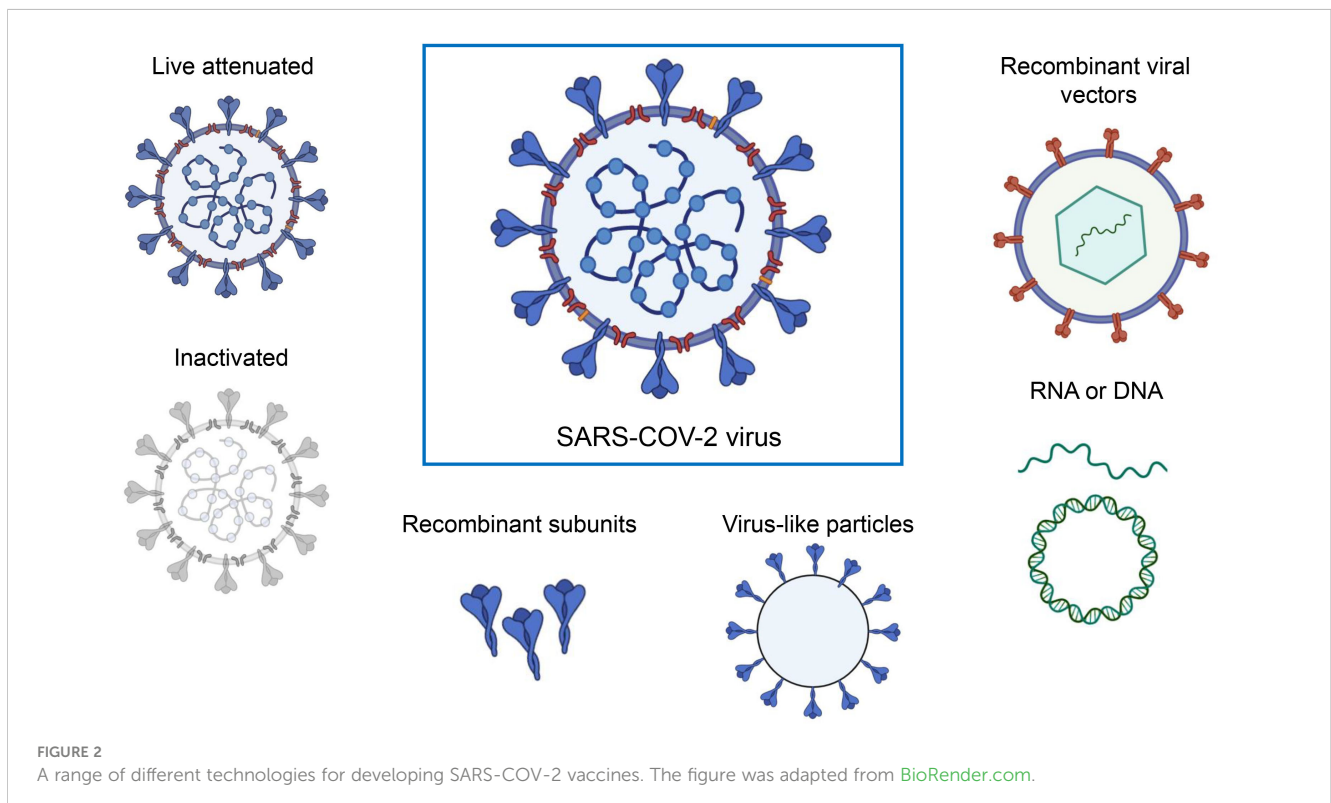 Live attenuated
Recombinant viral
vectors
Inactivated
RNA or DNA
SARS-COV-2 virus
Recombinant subunits
Virus-like particles
FIGURE 2
A range of different technologies for developing SARS-COV-2 vaccines. The figure was adapted from BioRender.com.